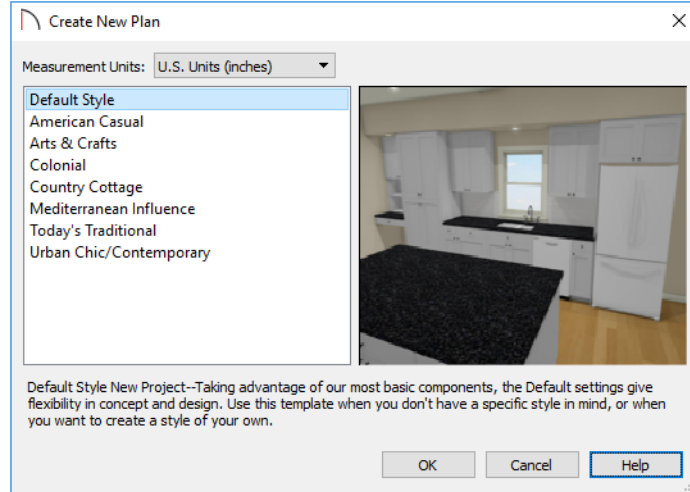 Create New Plan
Measurement Units: U.S. Units (inches)
Default Style
American Casual
Arts & Crafts
Colonial
Country Cottage
Mediterranean Influence
Today's Traditional
Urban Chic/Contemporary
Default Style New Project--Taking advantage of our most basic components, the Default settings give
flexibility in concept and design. Use this template when you don't have a specific style in mind, or when
you want to create a style of your own.
OK Cancel Help